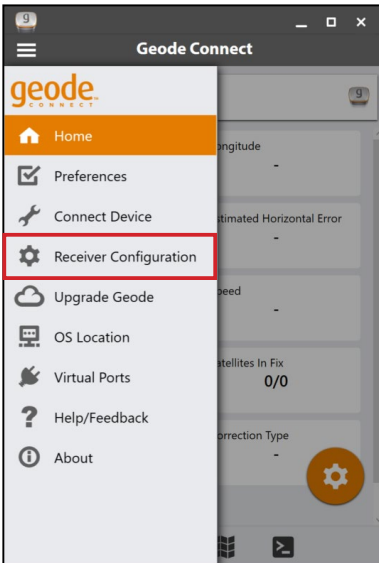 g
Geode Connect
geode
CONNECT
g
Home
ongitude
-
Preferences
Connect Device
stimated Horizontal Error
-
Receiver Configuration
Upgrade Geode
peed
-
OS Location
Virtual Ports
atellites In Fix
0/0
Help/Feedback
orrection Type
-
About